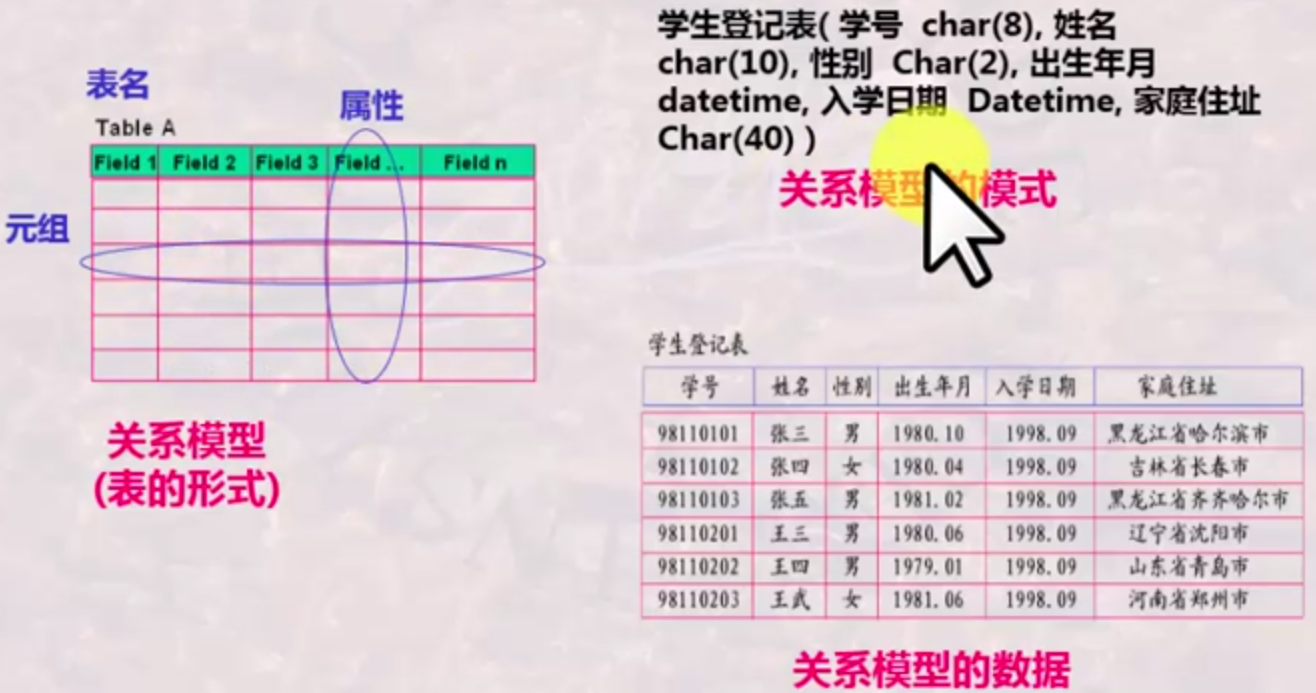 表名
属性
Table A
Field 1 Field 2 Field 3 Field ... Field n
元组
关系模型
(表的形式)
学生登记表( 学号 char(8), 姓名
char(10), 性别 Char(2), 出生年月
datetime, 入学日期 Datetime, 家庭住址
Char(40) )
关系模型的模式
学生登记表
学号 姓名 性别 出生年月 入学日期 家庭住址
98110101 张三 男 1980.10 1998.09 黑龙江省哈尔滨市
98110102 张四 女 1980.04 1998.09 吉林省长春市
98110103 张五 男 1981.02 1998.09 黑龙江省齐齐哈尔市
98110201 王三 男 1980.06 1998.09 辽宁省沈阳市
98110202 王四 男 1979.01 1998.09 山东省青岛市
98110203 王武 女 1981.06 1998.09 河南省郑州市
关系模型的数据